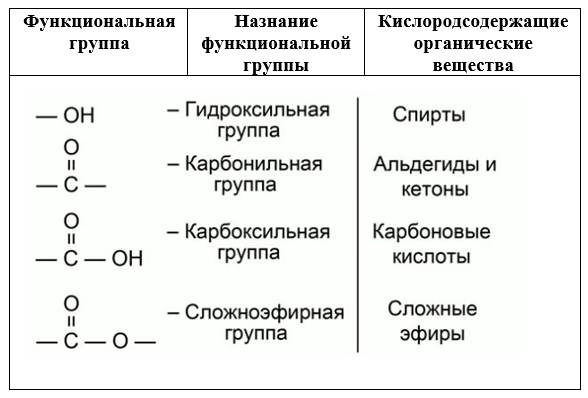 Функциональная группа
Назнание функциональной группы
Кислородсодержащие органические вещества
— OH
– Гидроксильная группа
Спирты
O
=
— C —
– Карбонильная группа
Альдегиды и кетоны
O
=
— C — OH
– Карбоксильная группа
Карбоновые кислоты
O
=
— C — O —
– Сложноэфирная группа
Сложные эфиры